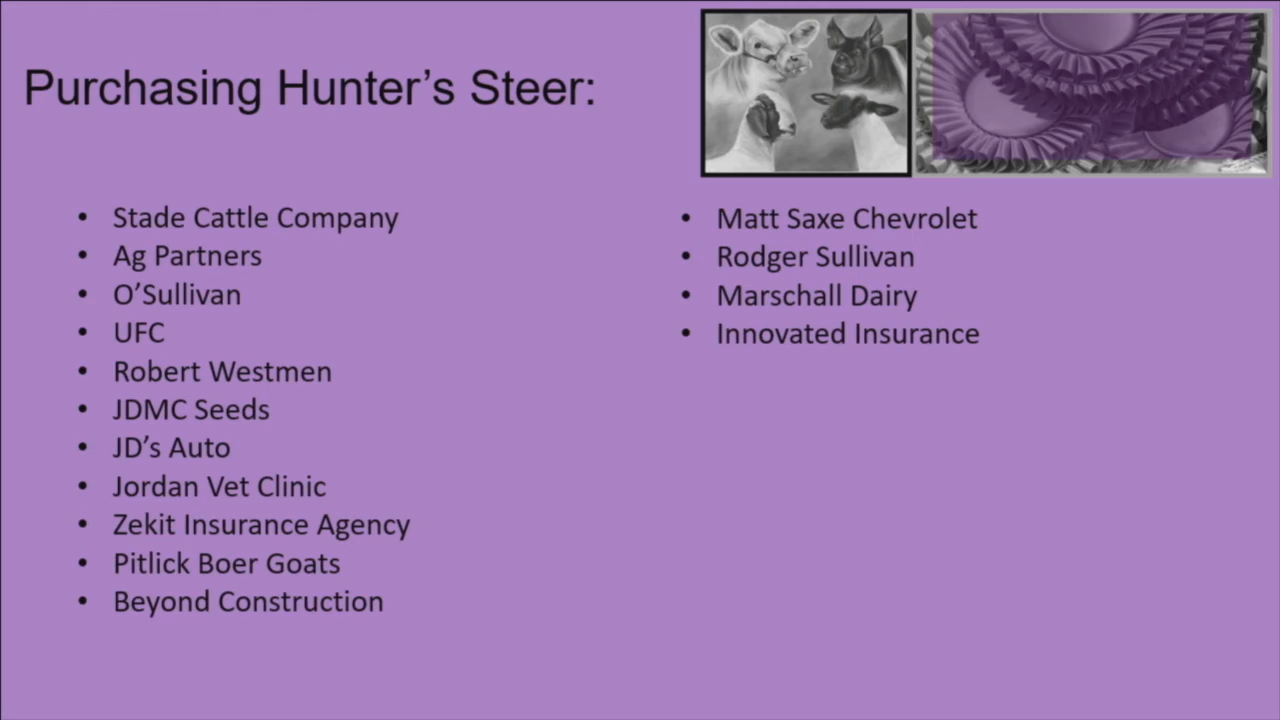 Purchasing Hunter’s Steer:
• Stade Cattle Company
• Ag Partners
• O’Sullivan
• UFC
• Robert Westmen
• JDMC Seeds
• JD’s Auto
• Jordan Vet Clinic
• Zekit Insurance Agency
• Pitlick Boer Goats
• Beyond Construction
• Matt Saxe Chevrolet
• Rodger Sullivan
• Marschall Dairy
• Innovated Insurance